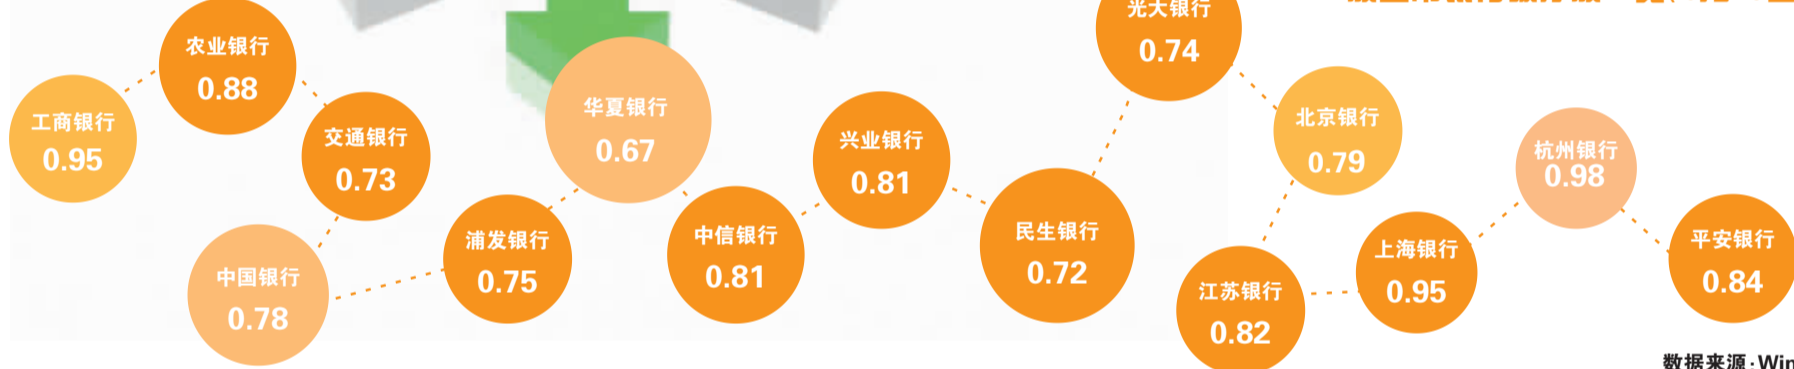 光大银行
0.74
农业银行
0.88
工商银行
0.95
交通银行
0.73
华夏银行
0.67
兴业银行
0.81
北京银行
0.79
杭州银行
0.98
中国银行
0.78
浦发银行
0.75
中信银行
0.81
民生银行
0.72
江苏银行
0.82
上海银行
0.95
平安银行
0.84
数据来源:Win